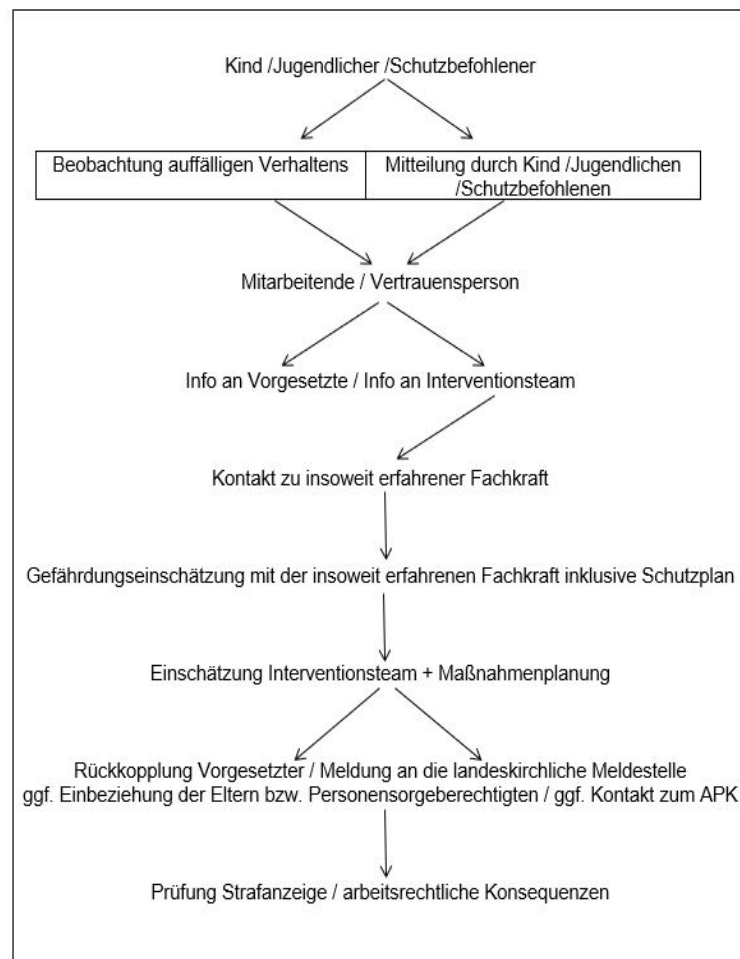 Kind /Jugendlicher /Schutzbefohlener
Beobachtung auffälligen Verhaltens
Mitteilung durch Kind /Jugendlichen
/Schutzbefohlenen
Mitarbeitende / Vertrauensperson
Info an Vorgesetzte / Info an Interventionsteam
Kontakt zu insoweit erfahrener Fachkraft
Gefährdungseinschätzung mit der insoweit erfahrenen Fachkraft inklusive Schutzplan
Einschätzung Interventionsteam + Maßnahmenplanung
Rückkopplung Vorgesetzter / Meldung an die landeskirchliche Meldestelle
ggf. Einbeziehung der Eltern bzw. Personensorgeberechtigten / ggf. Kontakt zum APK
Prüfung Strafanzeige / arbeitsrechtliche Konsequenzen